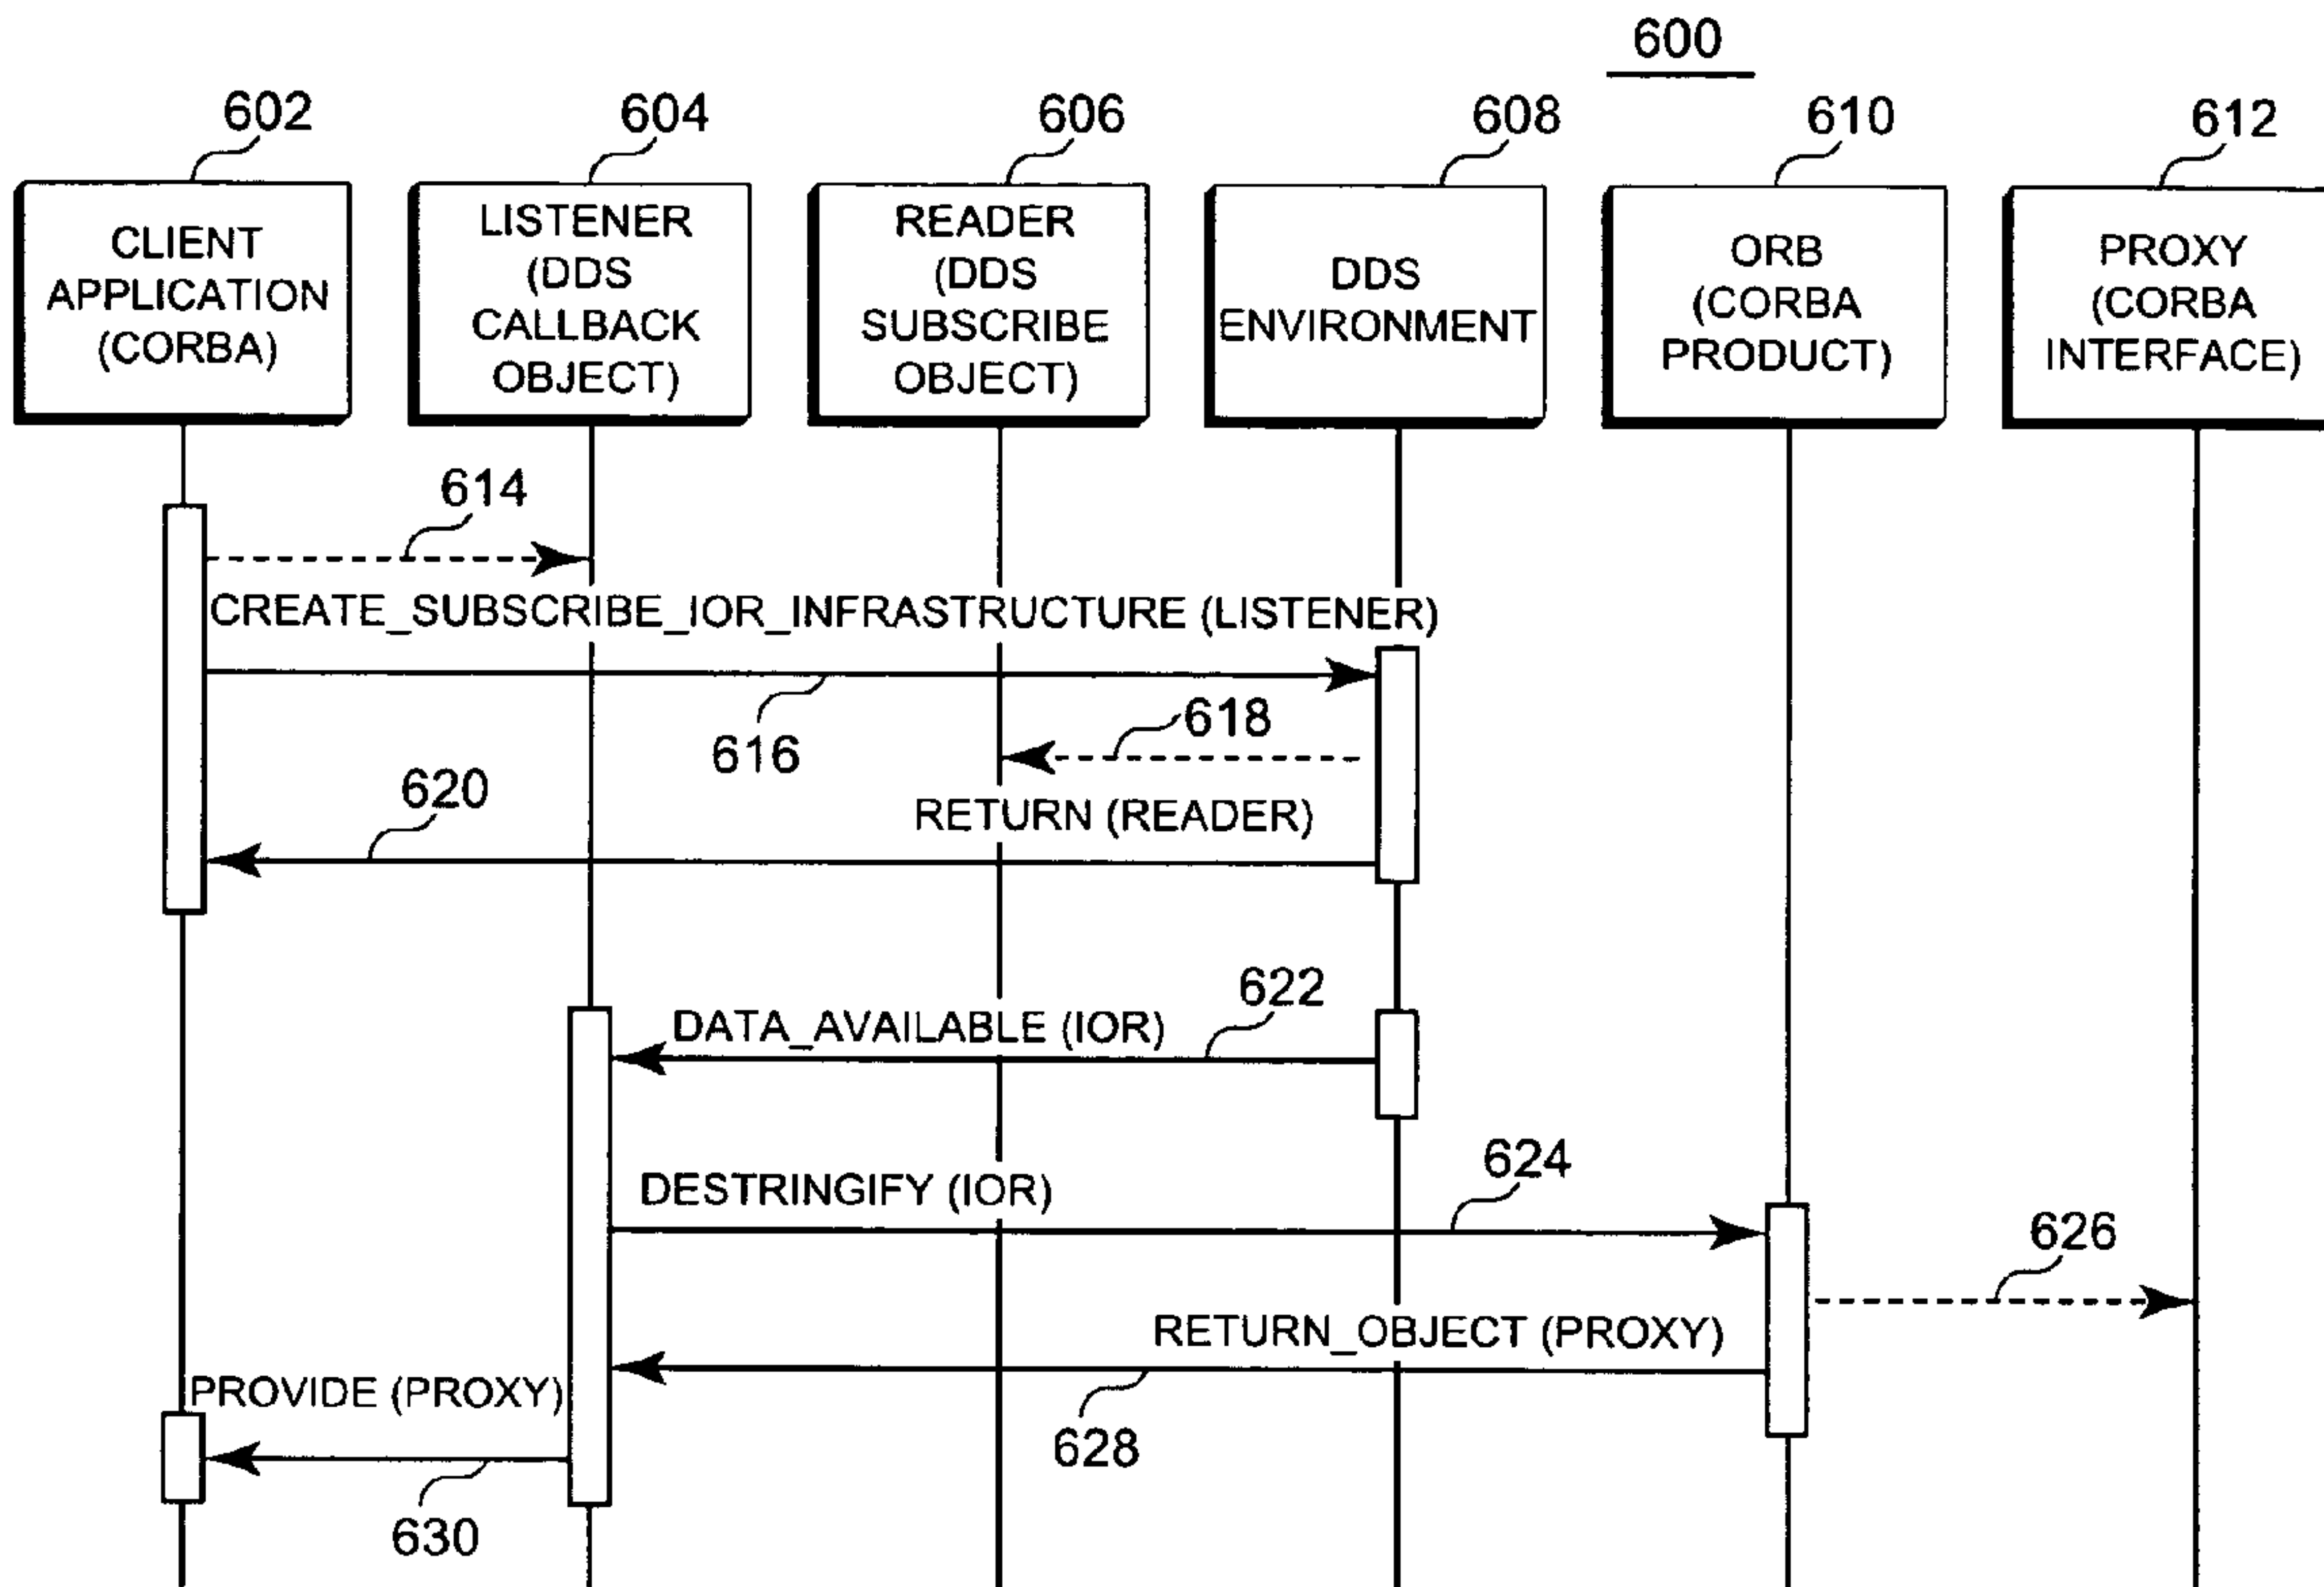 600
602
604
606
608
610
612
CLIENT
APPLICATION
(CORBA)
LISTENER
(DDS
CALLBACK
OBJECT)
READER
(DDS
SUBSCRIBE
OBJECT)
DDS
ENVIRONMENT
ORB
(CORBA
PRODUCT)
PROXY
(CORBA
INTERFACE)
614
CREATE_SUBSCRIBE_IOR_INFRASTRUCTURE (LISTENER)
616
618
620
RETURN (READER)
622
DATA_AVAILABLE (IOR)
624
DESTRINGIFY (IOR)
626
RETURN_OBJECT (PROXY)
628
PROVIDE (PROXY)
630